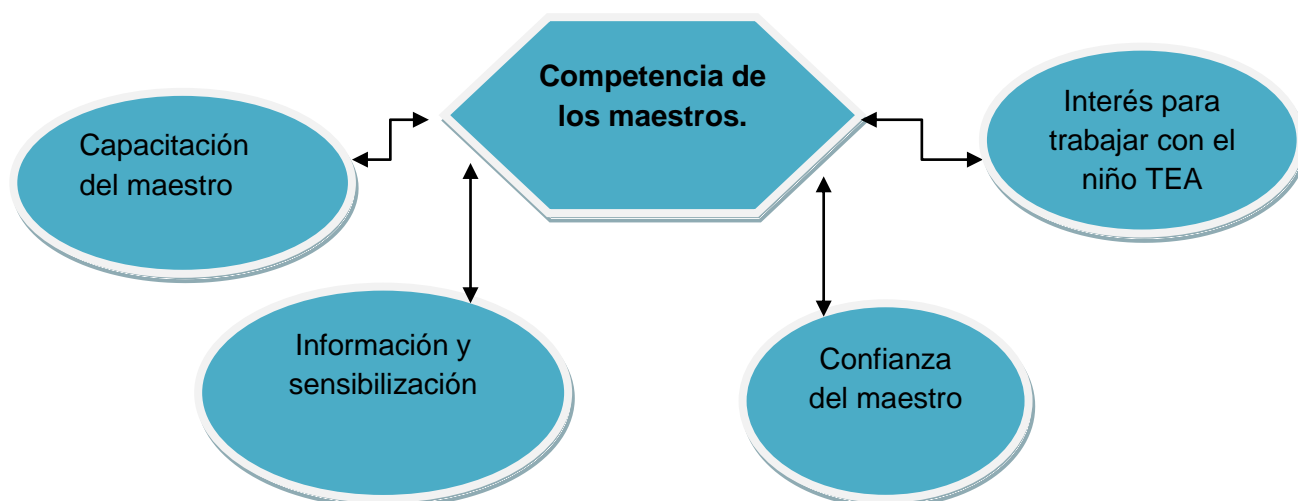 Competencia de
los maestros.
Capacitación
del maestro
Interés para
trabajar con el
niño TEA
Información y
sensibilización
Confianza
del maestro